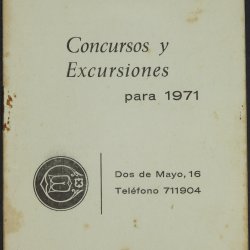 Concursos y
Excursiones
para 1971
Dos de Mayo, 16
Teléfono 711904